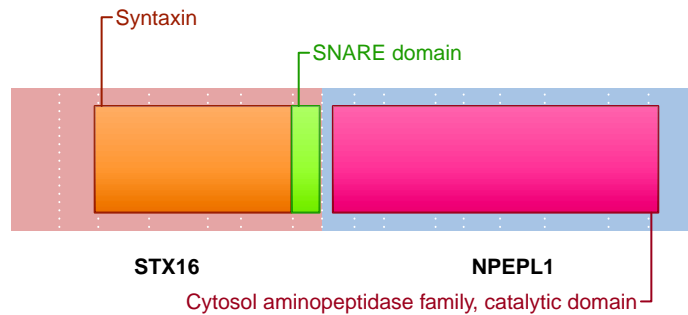 Syntaxin
SNARE domain
STX16
NPEPL1
Cytosol aminopeptidase family, catalytic domain